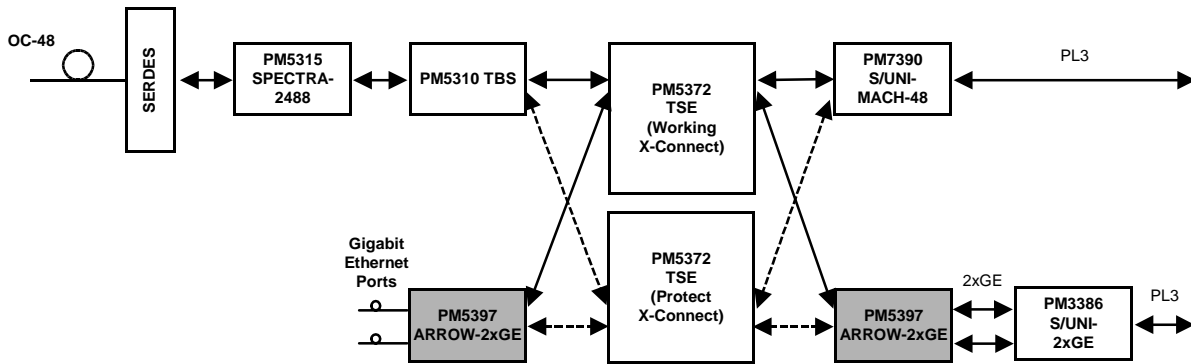 OC-48
SERDES
PM5315
SPECTRA-
2488
PM5310 TBS
PM5372
TSE
(Working
X-Connect)
PM7390
S/UNI-
MACH-48
PL3
Gigabit
Ethernet
Ports
PM5397
ARROW-2xGE
PM5372
TSE
(Protect
X-Connect)
PM5397
ARROW-2xGE
2xGE
PM3386
S/UNI-
2xGE
PL3